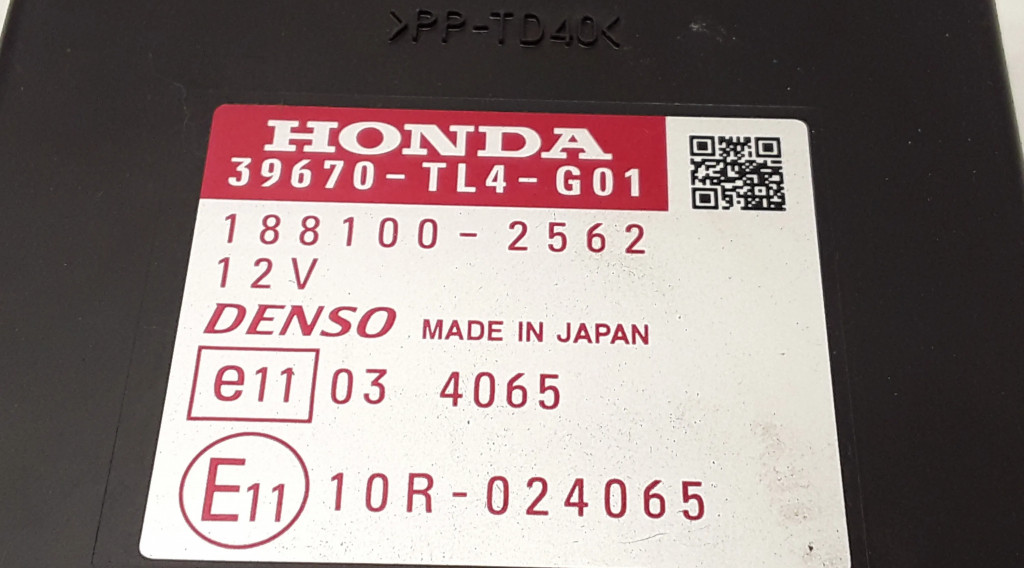 >PP-TD40<
HONDA
39670-TL4-G01
188100-2562
12V
DENSO MADE IN JAPAN
e11 03 4065
E11 10R-024065